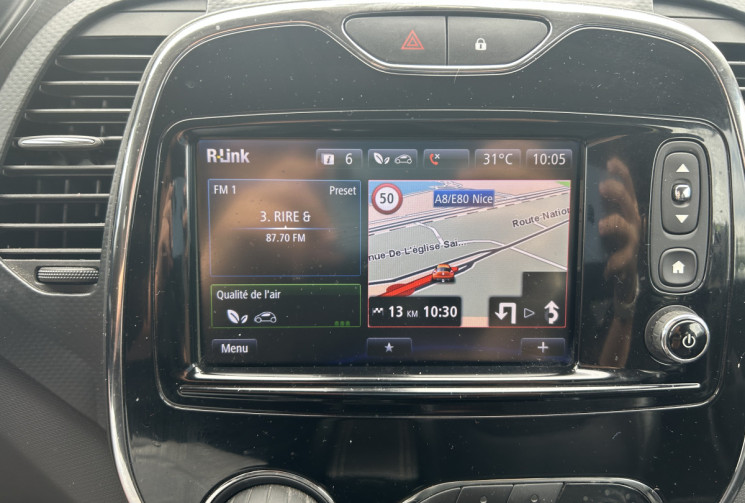 R-Link
i 6
31°C
10:05
FM 1
Preset
3. RIRE &
87.70 FM
50
A8/E80 Nice
Route-Natio
nue-De-L'église-Sar
Qualité de l'air
13 KM 10:30
Menu